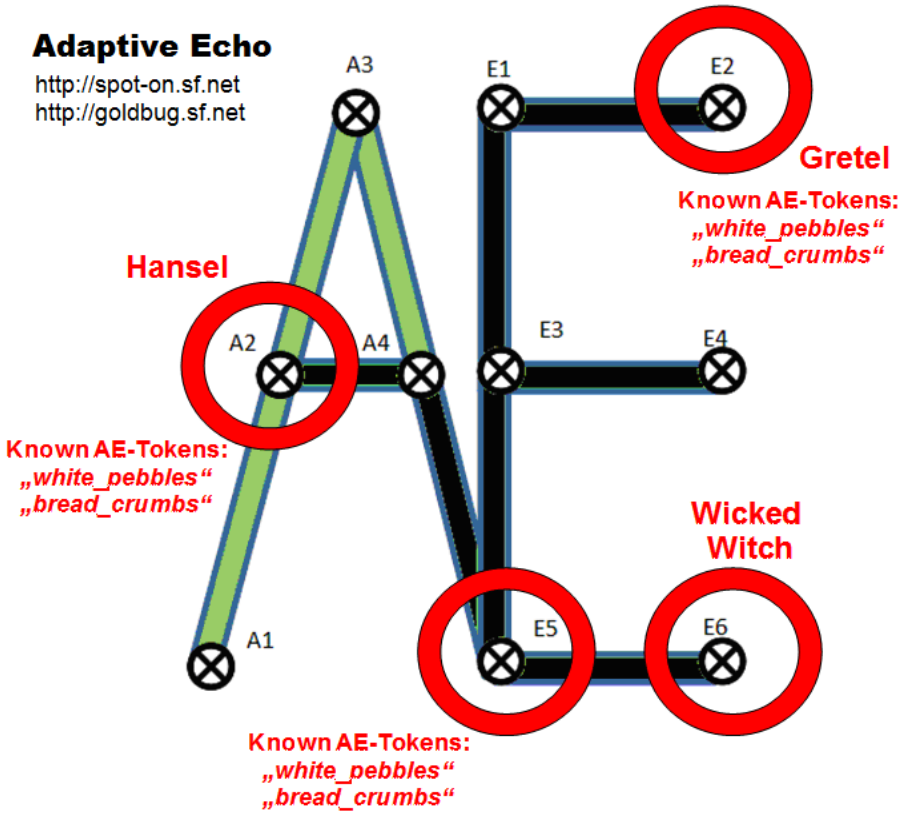 Adaptive Echo
http://spot-on.sf.net
http://goldbug.sf.net
A3
E1
E2
Gretel
Known AE-Tokens:
„white_pebbles“
„bread_crumbs“
Hansel
A2
A4
E3
E4
Known AE-Tokens:
„white_pebbles“
„bread_crumbs“
Wicked
Witch
A1
E5
E6
Known AE-Tokens:
„white_pebbles“
„bread_crumbs“